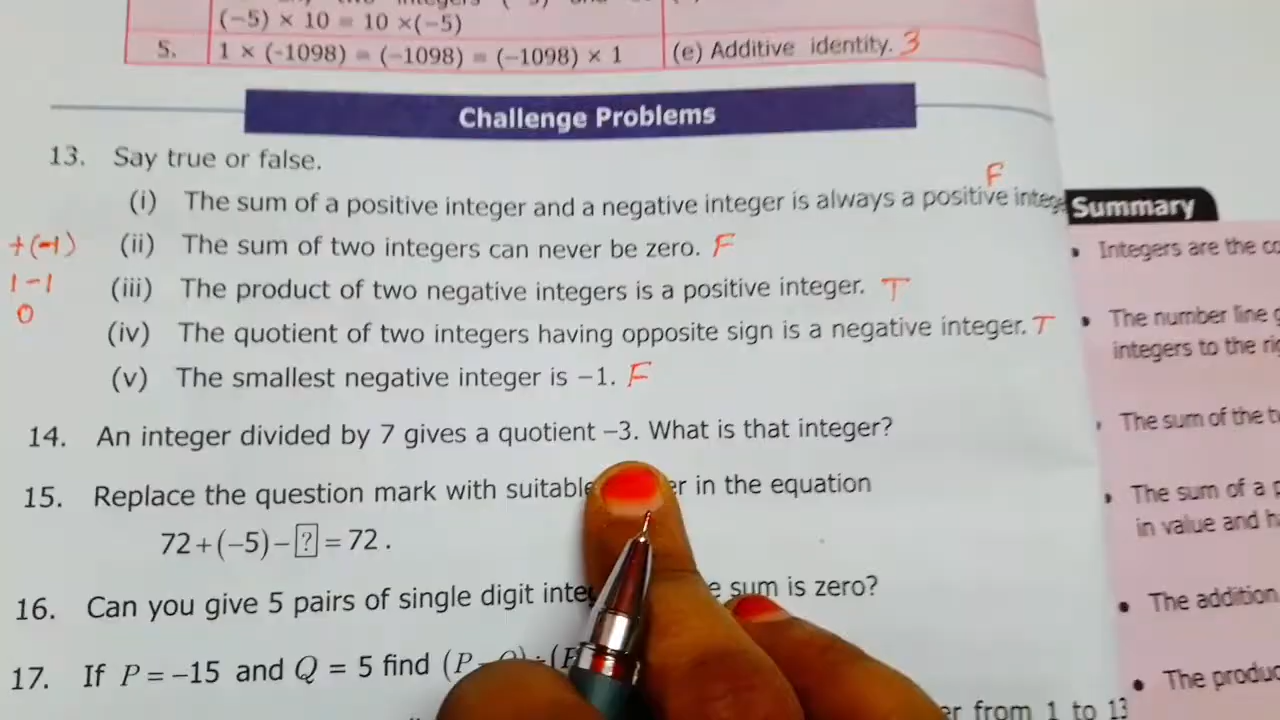 (−5) × 10 = 10 ×(−5)
5. 1 × (-1098) = (−1098) = (−1098) × 1 (e) Additive identity. 3
Challenge Problems
13. Say true or false.
F
(i) The sum of a positive integer and a negative integer is always a positive
+(-1) (ii) The sum of two integers can never be zero. F
1-1 (iii) The product of two negative integers is a positive integer. T
0
(iv) The quotient of two integers having opposite sign is a negative integer. T
(v) The smallest negative integer is −1. F
14. An integer divided by 7 gives a quotient −3. What is that integer?
15. Replace the question mark with suitable in the equation
72+(−5)−?=72.
16. Can you give 5 pairs of single digit sum is zero?
17. If P=−15 and Q = 5 find
from 1 to 13
Summary
• Integers are the
• The number line
integers to the
• The sum of the
• The sum of a
in value and
• The addition
• The